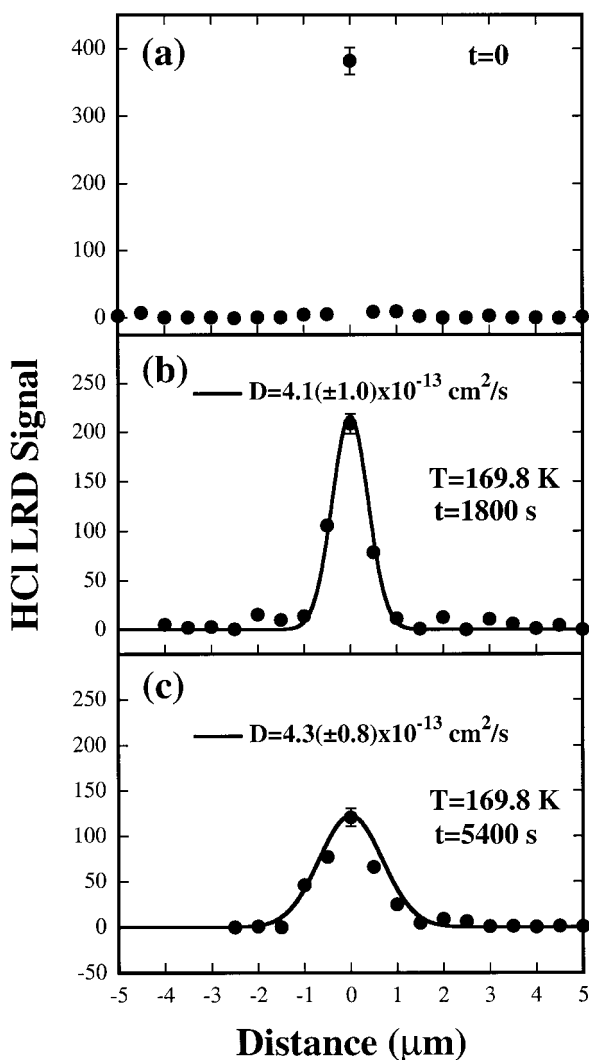 (a)
t=0
400
300
200
100
0
(b)
D=4.1(±1.0)x10⁻¹³ cm²/s
T=169.8 K
t=1800 s
250
200
150
100
50
0
HCl LRD Signal
(c)
D=4.3(±0.8)x10⁻¹³ cm²/s
T=169.8 K
t=5400 s
250
200
150
100
50
0
-50
-5 -4 -3 -2 -1 0 1 2 3 4 5
Distance (μm)